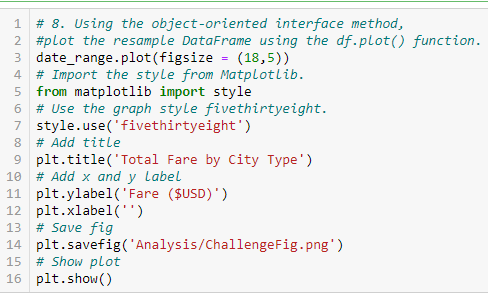 1 # 8. Using the object-oriented interface method,
2 #plot the resample DataFrame using the df.plot() function.
3 date_range.plot(figsize = (18,5))
4 # Import the style from Matplotlib.
5 from matplotlib import style
6 # Use the graph style fivethirtyeight.
7 style.use('fivethirtyeight')
8 # Add title
9 plt.title('Total Fare by City Type')
10 # Add x and y label
11 plt.ylabel('Fare ($USD)')
12 plt.xlabel('')
13 # Save fig
14 plt.savefig('Analysis/ChallengeFig.png')
15 # Show plot
16 plt.show()